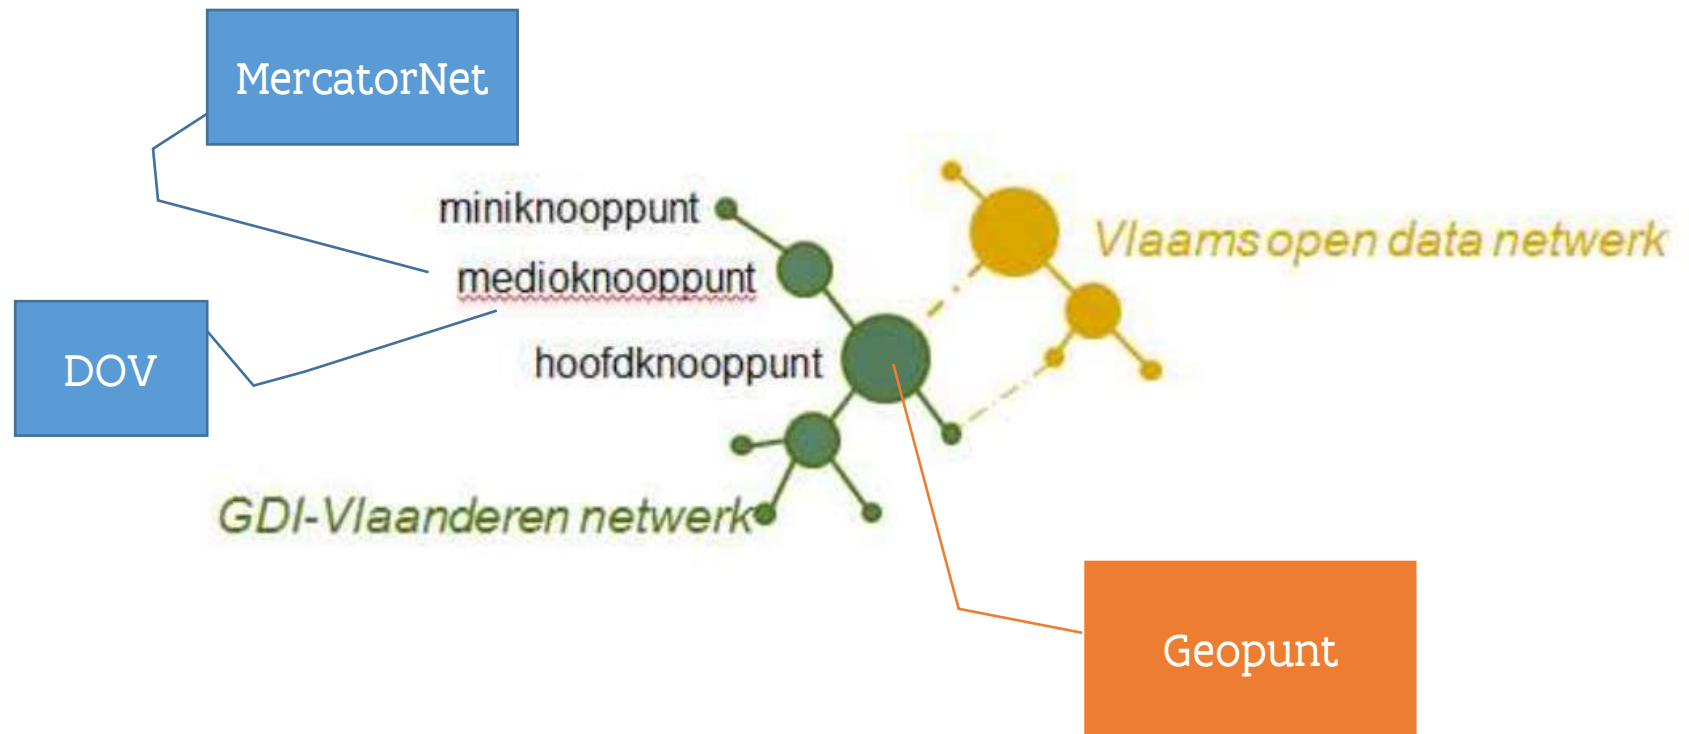 MercatorNet
miniknooppunt
Vlaams open data netwerk
medioknooppunt
DOV
hoofdknooppunt
GDI-Vlaanderen netwerk
Geopunt